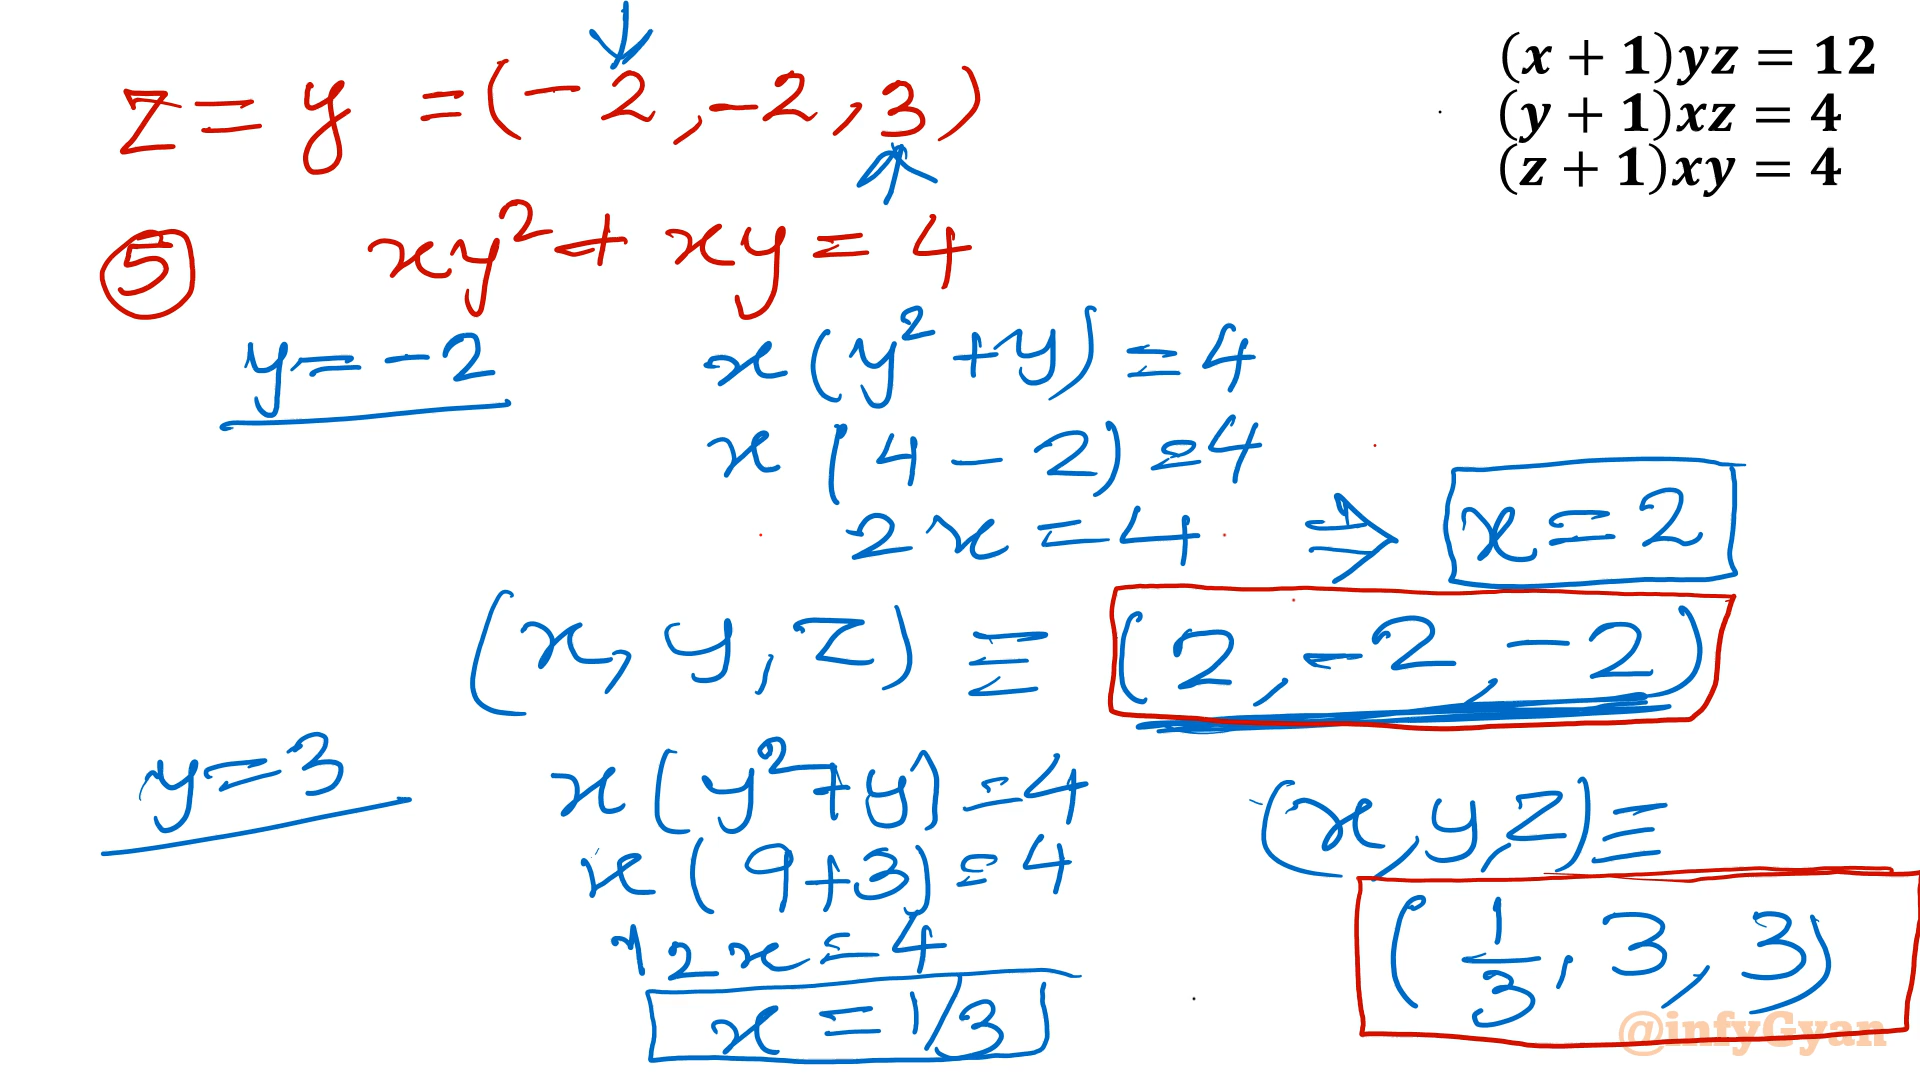 z = y = (-2, -2, 3)
(x + 1)yz = 12
(y + 1)xz = 4
(z + 1)xy = 4
⑤ xy² + xy = 4
y = -2
x(y² + y) = 4
x(4 - 2) = 4
2x = 4 ⇒ x = 2
(x, y, z) ≡ (2, -2, -2)
y = 3
x(y² + y) = 4
x(9 + 3) = 4
12x = 4
x = 1/3
(x, y, z) ≡
(1/3, 3, 3)
@infyGyan